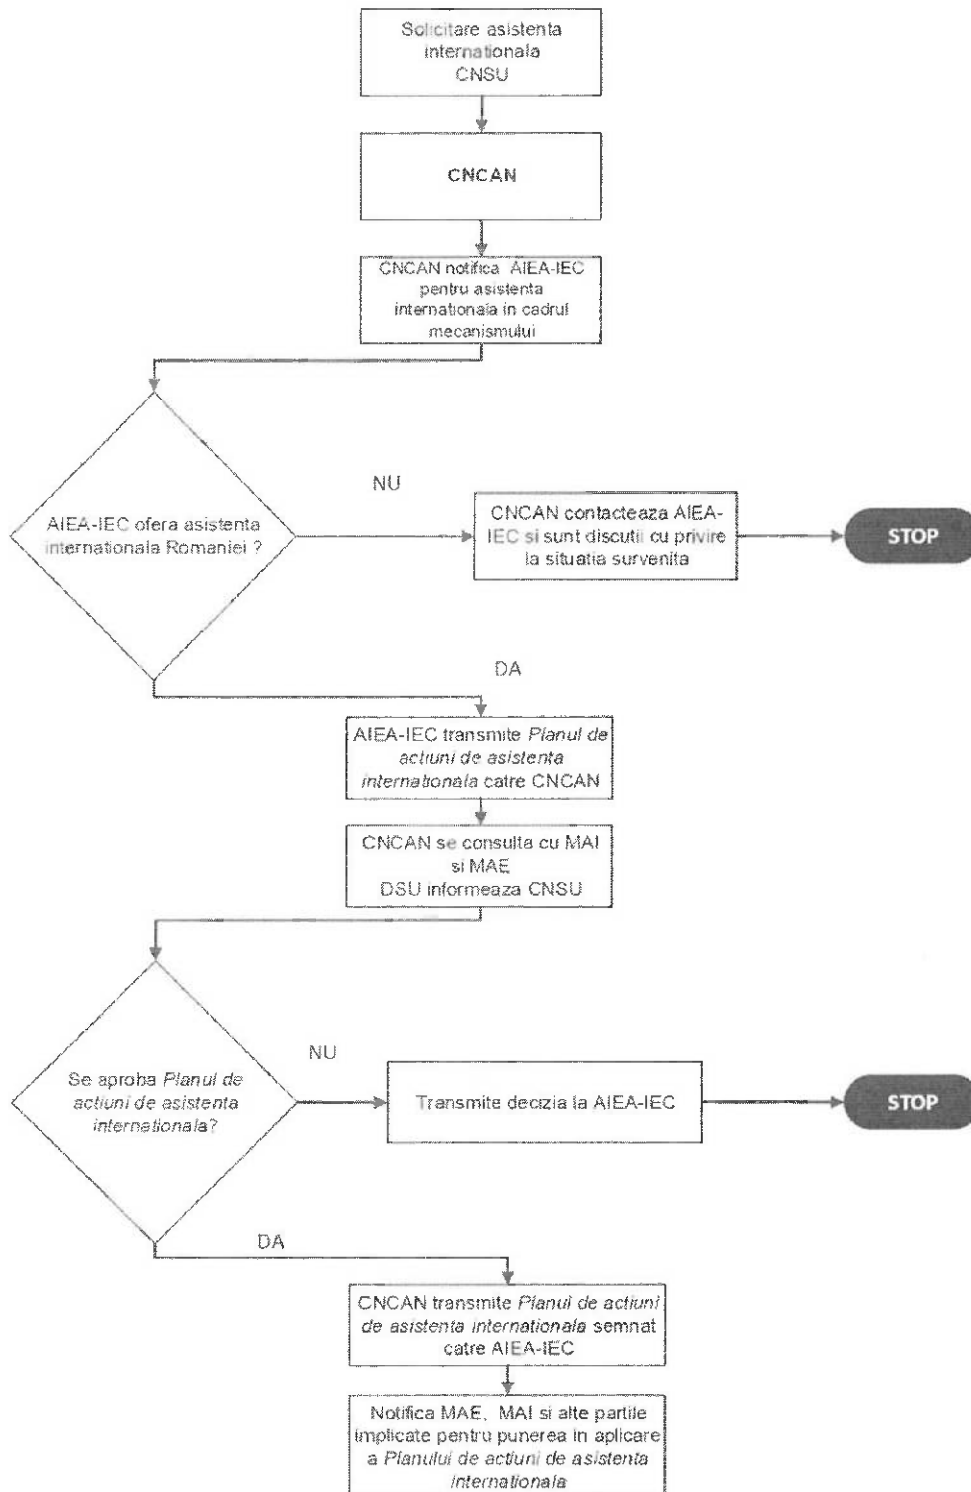 Solicitare asistenta
internationala
CNSU
CNCAN
CNCAN notifica AIEA-IEC
pentru asistenta
internationala in cadrul
mecanismului
AIEA-IEC ofera asistenta
internationala Romaniei ?
NU
CNCAN contacteaza AIEA-
IEC si sunt discutii cu privire
la situatia survenita
STOP
DA
AIEA-IEC transmite Planul de
actiuni de asistenta
internationala catre CNCAN
CNCAN se consulta cu MAI
si MAE
DSU informeaza CNSU
Se aproba Planul de
actiuni de asistenta
internationala?
NU
Transmite decizia la AIEA-IEC
STOP
DA
CNCAN transmite Planul de actiuni
de asistenta internationala semnat
catre AIEA-IEC
Notifica MAE, MAI si alte partile
implicate pentru punerea in aplicare
a Planului de actiuni de asistenta
internationala